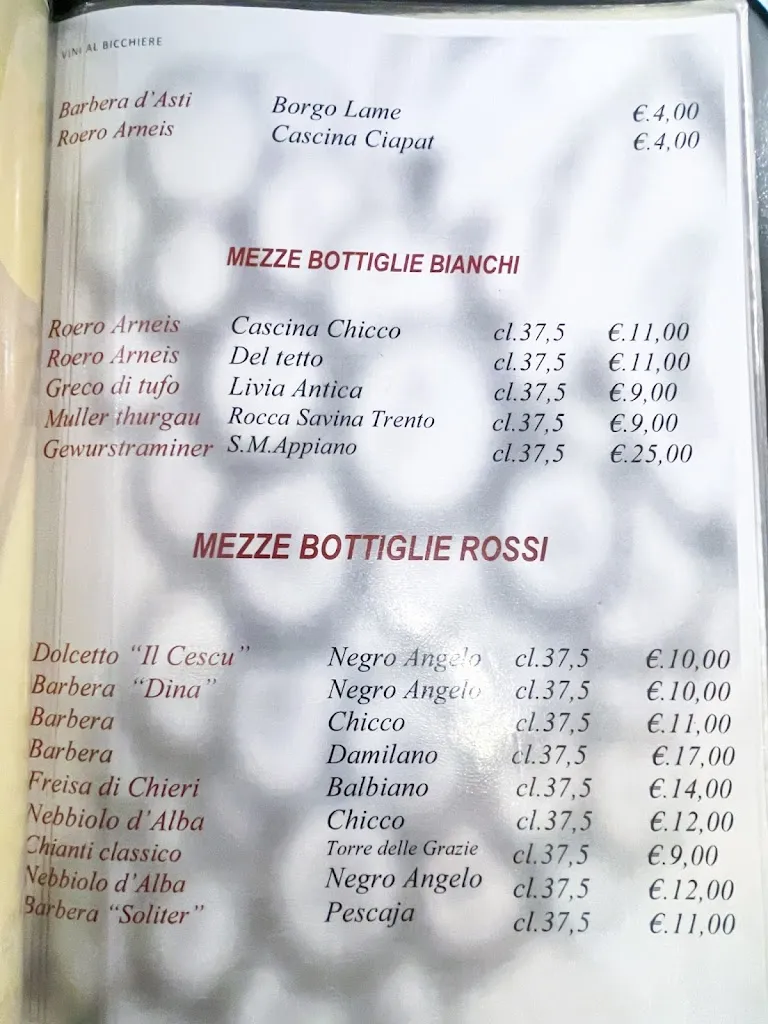 VINI AL BICCHIERE
Barbera d'Asti Borgo Lame €.4,00
Roero Arneis Cascina Ciapat €.4,00
MEZZE BOTTIGLIE BIANCHI
Roero Arneis Cascina Chicco cl.37,5 €.11,00
Roero Arneis Del tetto cl.37,5 €.11,00
Greco di tufo Livia Antica cl.37,5 €.9,00
Muller thurgau Rocca Savina Trento cl.37,5 €.9,00
Gewurstraminer S.M.Appiano cl.37,5 €.25,00
MEZZE BOTTIGLIE ROSSI
Dolcetto "Il Cescu" Negro Angelo cl.37,5 €.10,00
Barbera "Dina" Negro Angelo cl.37,5 €.10,00
Barbera Chicco cl.37,5 €.11,00
Barbera Damilano cl.37,5 €.17,00
Freisa di Chieri Balbiano cl.37,5 €.14,00
Nebbiolo d'Alba Chicco cl.37,5 €.12,00
Chianti classico Torre delle Grazie cl.37,5 €.9,00
Nebbiolo d'Alba Negro Angelo cl.37,5 €.12,00
Barbera "Soliter" Pescaja cl.37,5 €.11,00